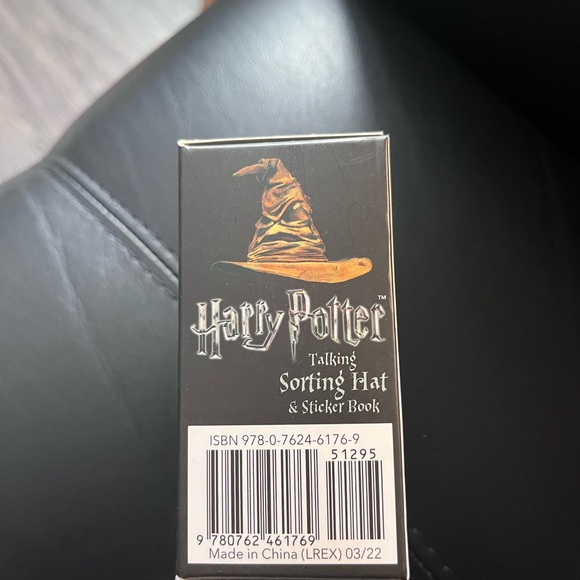 Harry Potter™
Talking
Sorting Hat
& Sticker Book
ISBN 978-0-7624-6176-9
51295
9 780762 461769
Made in China (LREX) 03/22